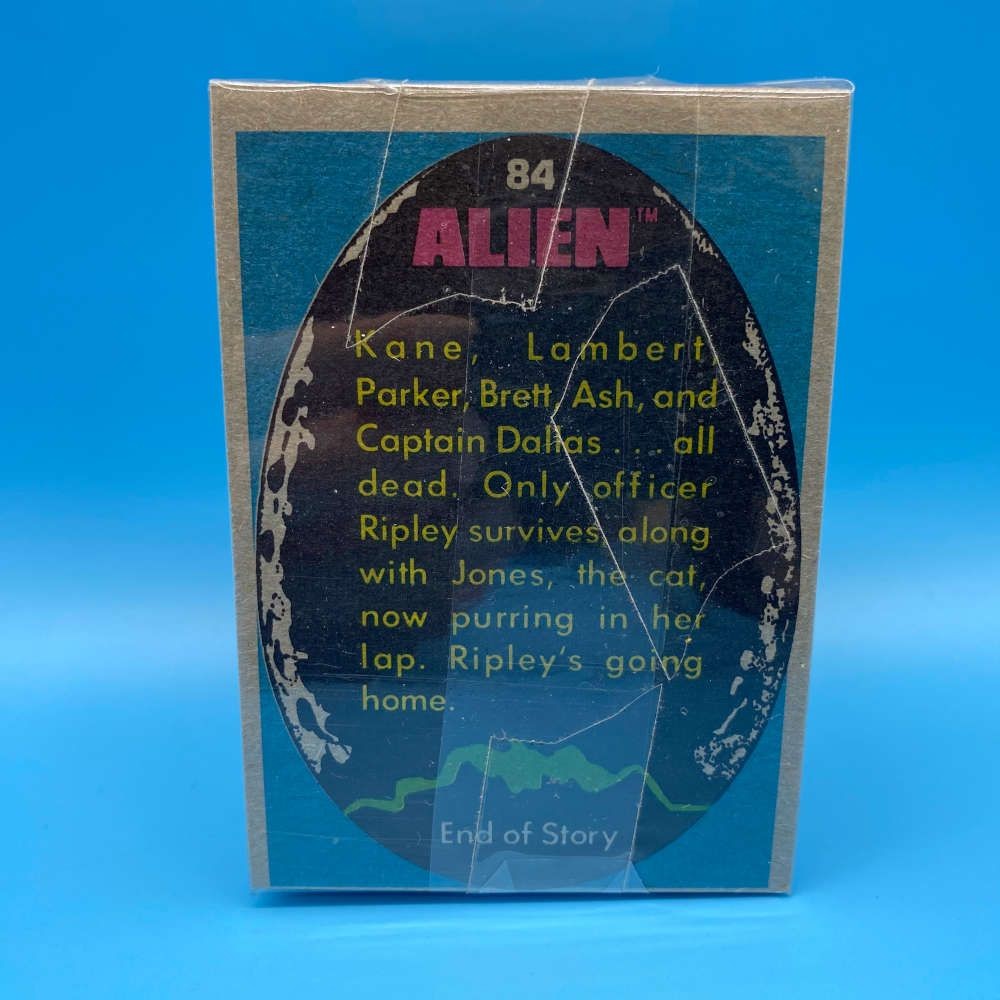 84
ALIEN™
Kane, Lambert,
Parker, Brett, Ash, and
Captain Dallas . . . all
dead. Only officer
Ripley survives, along
with Jones, the cat,
now purring in her
lap. Ripley's going
home.
End of Story